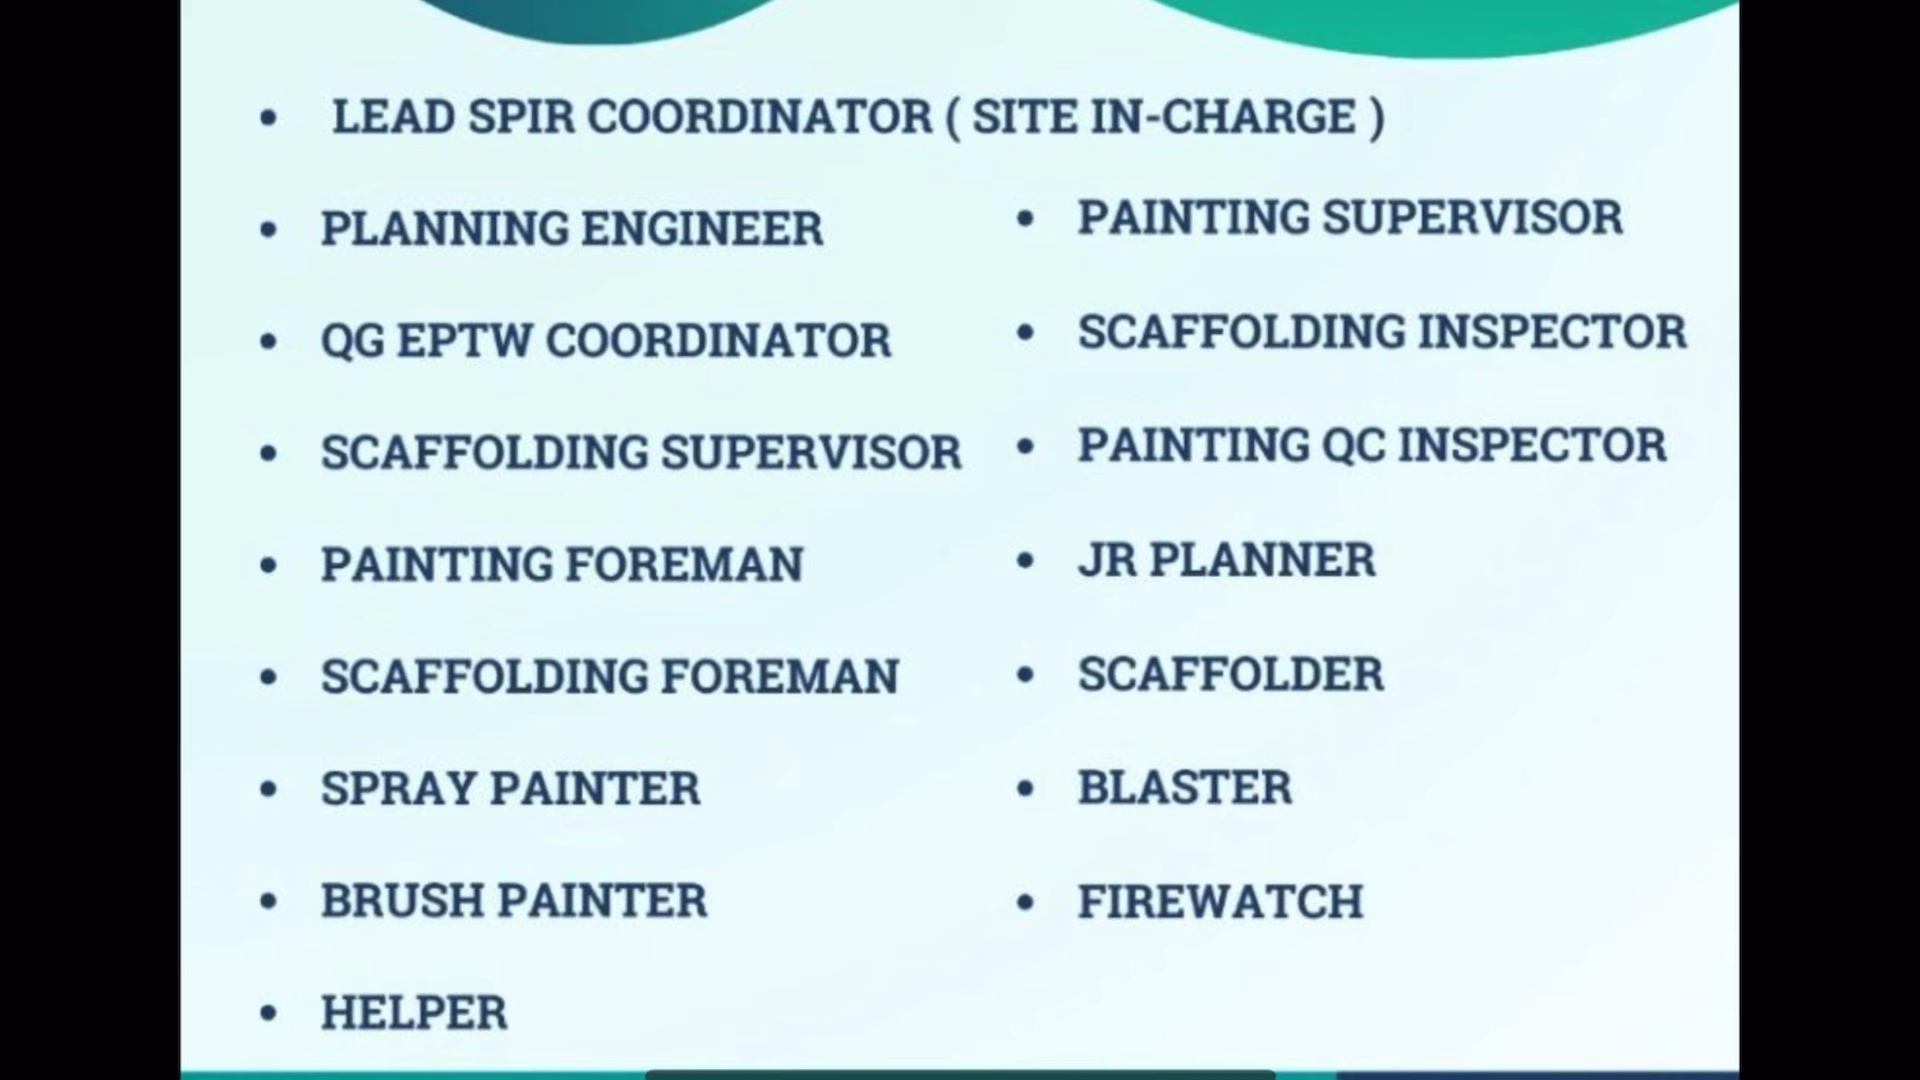 • LEAD SPIR COORDINATOR ( SITE IN-CHARGE )
• PLANNING ENGINEER
• QG EPTW COORDINATOR
• SCAFFOLDING SUPERVISOR
• PAINTING FOREMAN
• SCAFFOLDING FOREMAN
• SPRAY PAINTER
• BRUSH PAINTER
• HELPER
• PAINTING SUPERVISOR
• SCAFFOLDING INSPECTOR
• PAINTING QC INSPECTOR
• JR PLANNER
• SCAFFOLDER
• BLASTER
• FIREWATCH